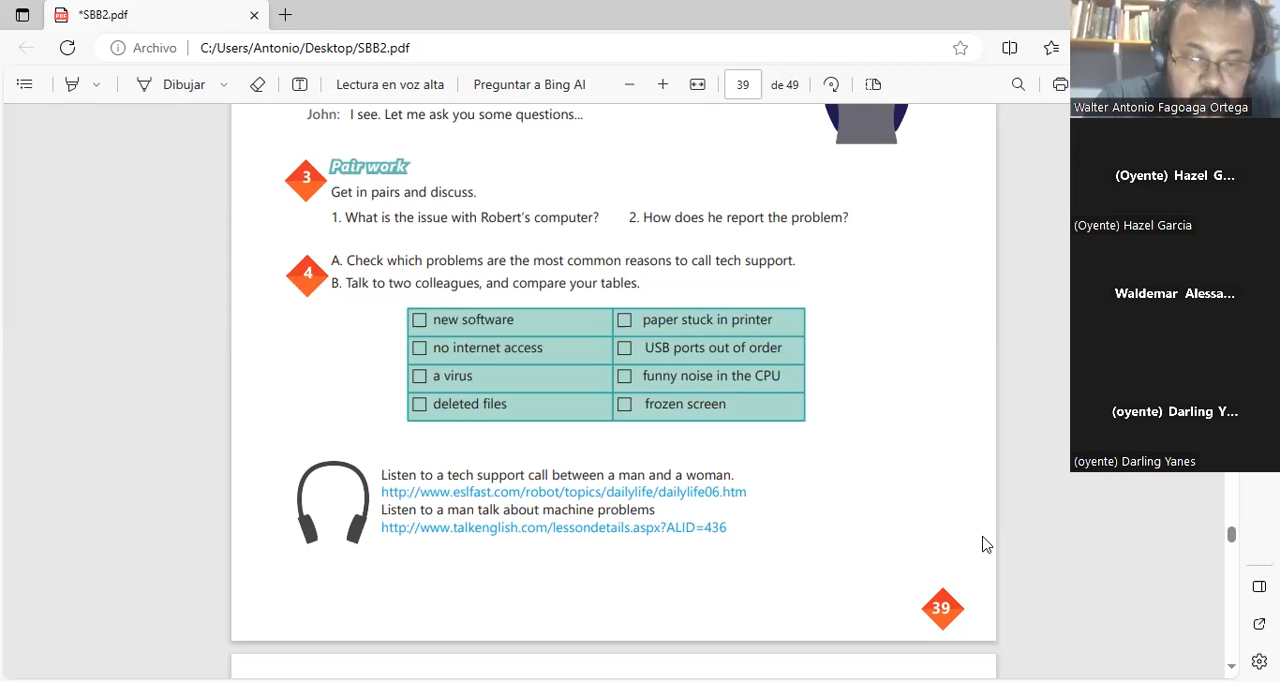 *SBB2.pdf
Archivo
C:/Users/Antonio/Desktop/SBB2.pdf
Dibujar
Lectura en voz alta
Preguntar a Bing AI
39
de 49
John: I see. Let me ask you some questions...
3
Pair work
Get in pairs and discuss.
1. What is the issue with Robert's computer?
2. How does he report the problem?
4
A. Check which problems are the most common reasons to call tech support.
B. Talk to two colleagues, and compare your tables.
new software
paper stuck in printer
no internet access
USB ports out of order
a virus
funny noise in the CPU
deleted files
frozen screen
Listen to a tech support call between a man and a woman.
http://www.eslfast.com/robot/topics/dailylife/dailylife06.htm
Listen to a man talk about machine problems
http://www.talkenglish.com/lessondetails.aspx?ALID=436
39
Walter Antonio Fagoaga Ortega
(Oyente) Hazel G...
(Oyente) Hazel Garcia
Waldemar Alessa...
(oyente) Darling Y...
(oyente) Darling Yanes